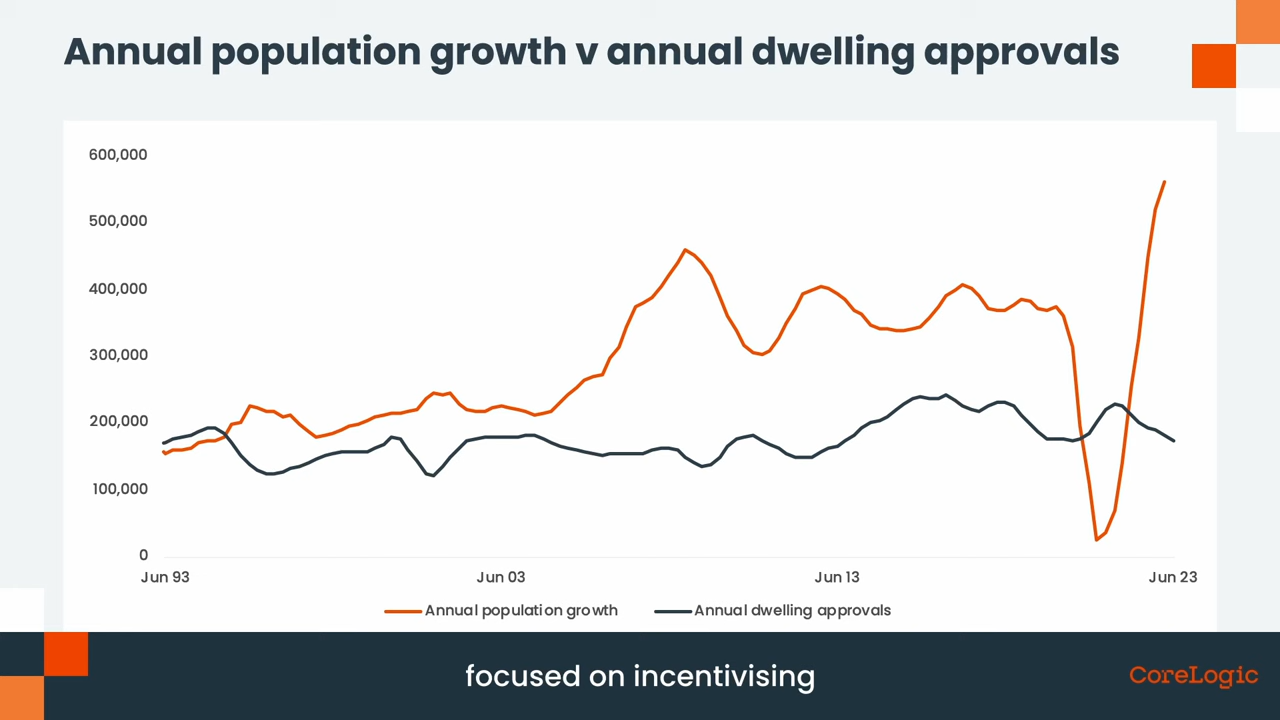 Annual population growth v annual dwelling approvals
600,000
500,000
400,000
300,000
200,000
100,000
0
Jun 93 Jun 03 Jun 13 Jun 23
Annual population growth Annual dwelling approvals
focused on incentivising
CoreLogic